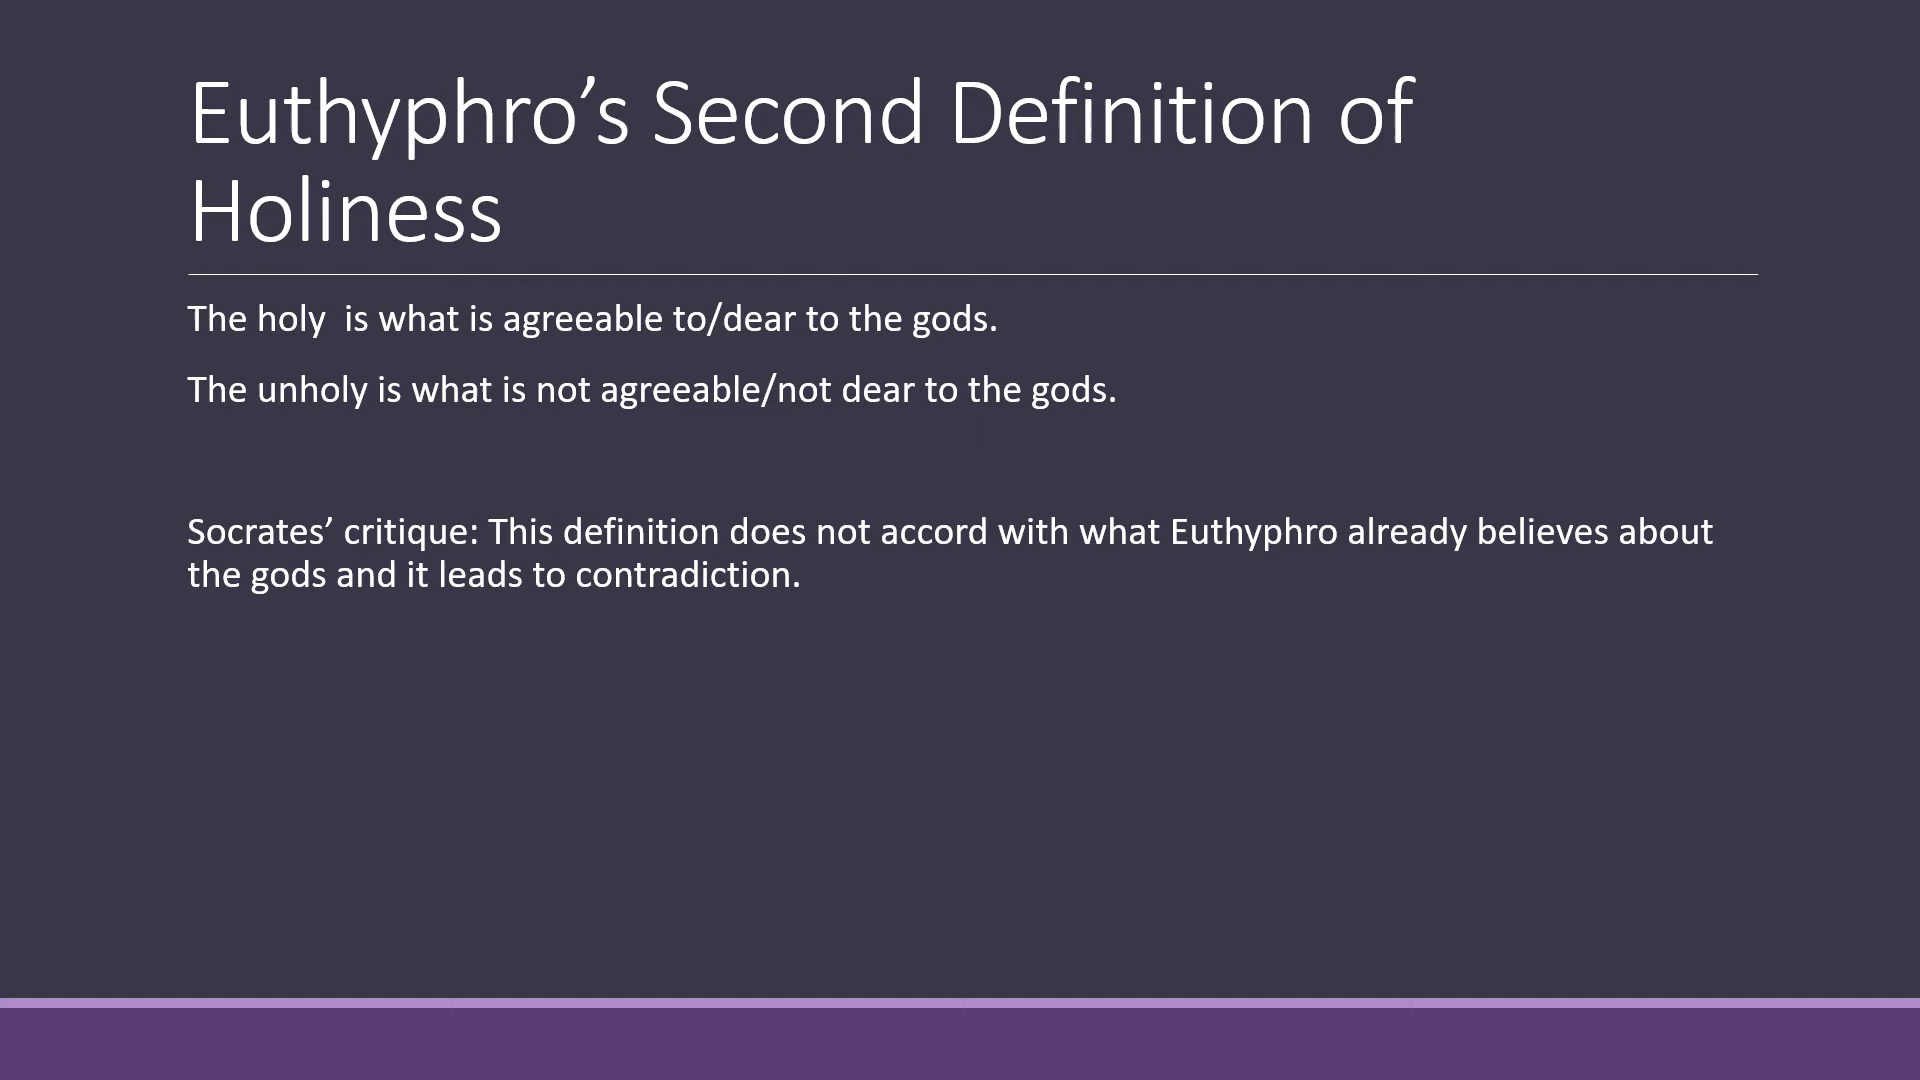 Euthyphro’s Second Definition of
Holiness
The holy  is what is agreeable to/dear to the gods.
The unholy is what is not agreeable/not dear to the gods.
Socrates’ critique: This definition does not accord with what Euthyphro already believes about
the gods and it leads to contradiction.